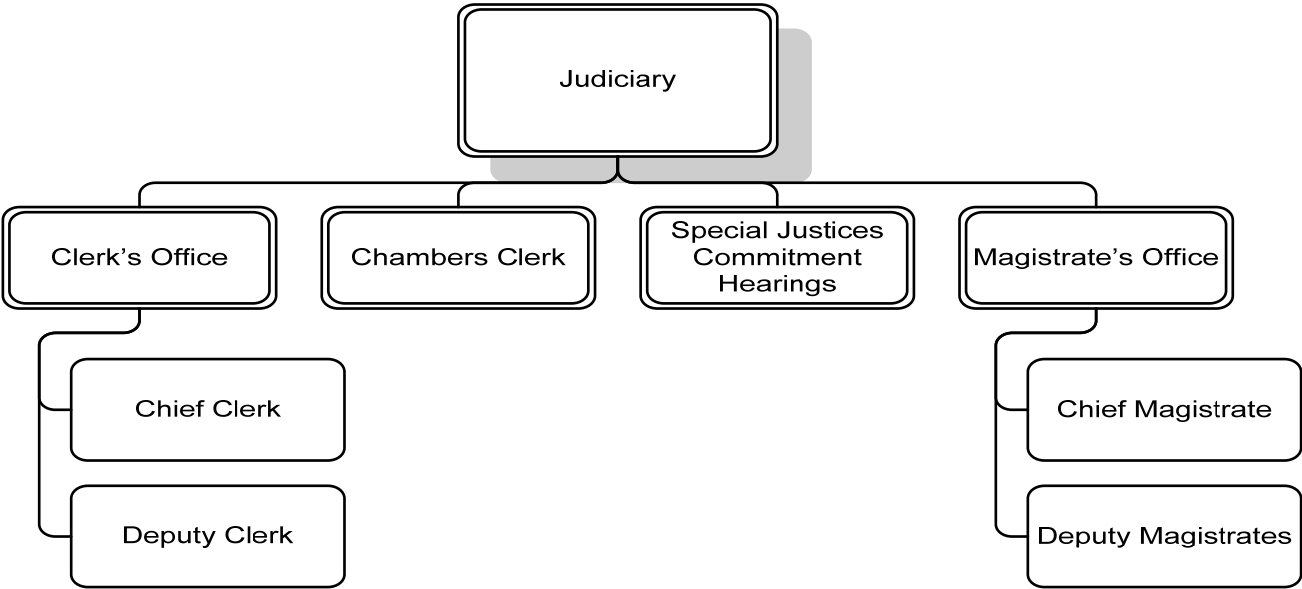 Judiciary
Clerk’s Office
Chambers Clerk
Special Justices
Commitment
Hearings
Magistrate’s Office
Chief Clerk
Deputy Clerk
Chief Magistrate
Deputy Magistrates